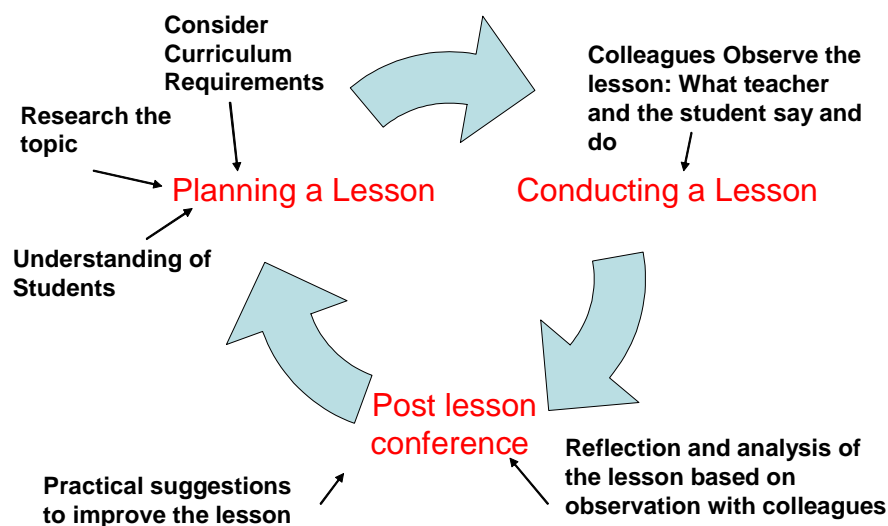 Consider
Curriculum
Requirements
Research the
topic
Planning a Lesson
Understanding of
Students
Colleagues Observe the
lesson: What teacher
and the student say and
do
Conducting a Lesson
Post lesson
conference
Reflection and analysis of
the lesson based on
observation with colleagues
Practical suggestions
to improve the lesson